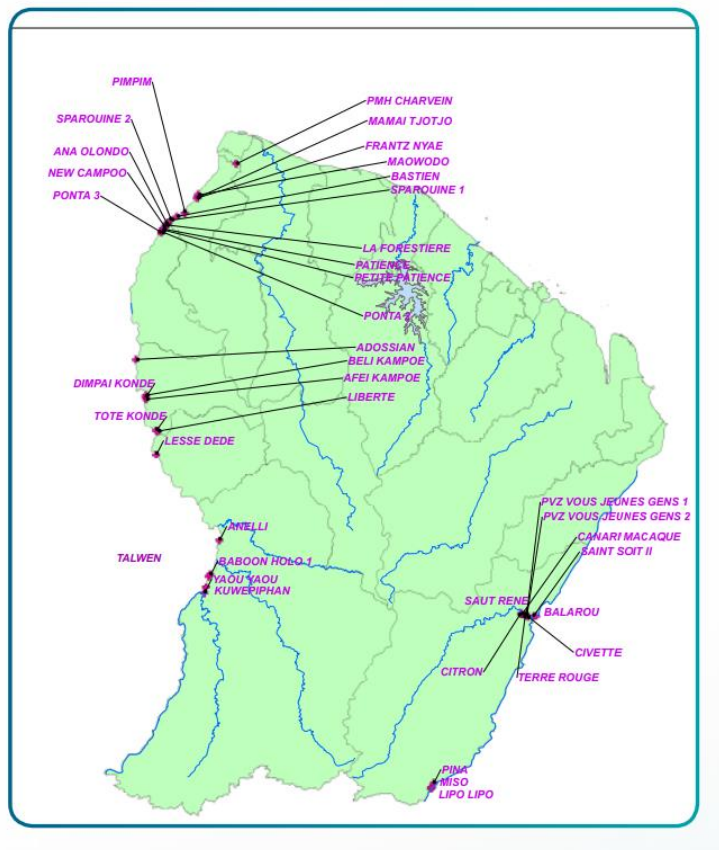 PIMPIM
PMH CHARVEIN
SPAROUINE 2
MAMAI TJOTJO
FRANTZ NYAE
ANA OLONDO
MAOWODO
NEW CAMPOO
BASTIEN
PONTA 3
SPAROUINE 1
LA FORESTIERE
PATIENCE
PETITE PATIENCE
PONTA 2
ADOSSIAN
BELI KAMPOE
AFEI KAMPOE
DIMPAI KONDE
LIBERTE
TOTE KONDE
LESSE DEDE
PVZ VOUS JEUNES GENS 1
PVZ VOUS JEUNES GENS 2
ANELLI
CANARI MACAQUE
SAINT SOIT II
TALWEN
BABOON HOLO 1
YAOU YAOU
KUWEPIPHAN
SAUT RENE
BALAROU
CIVETTE
CITRON
TERRE ROUGE
PINA
MISO
LIPO LIPO